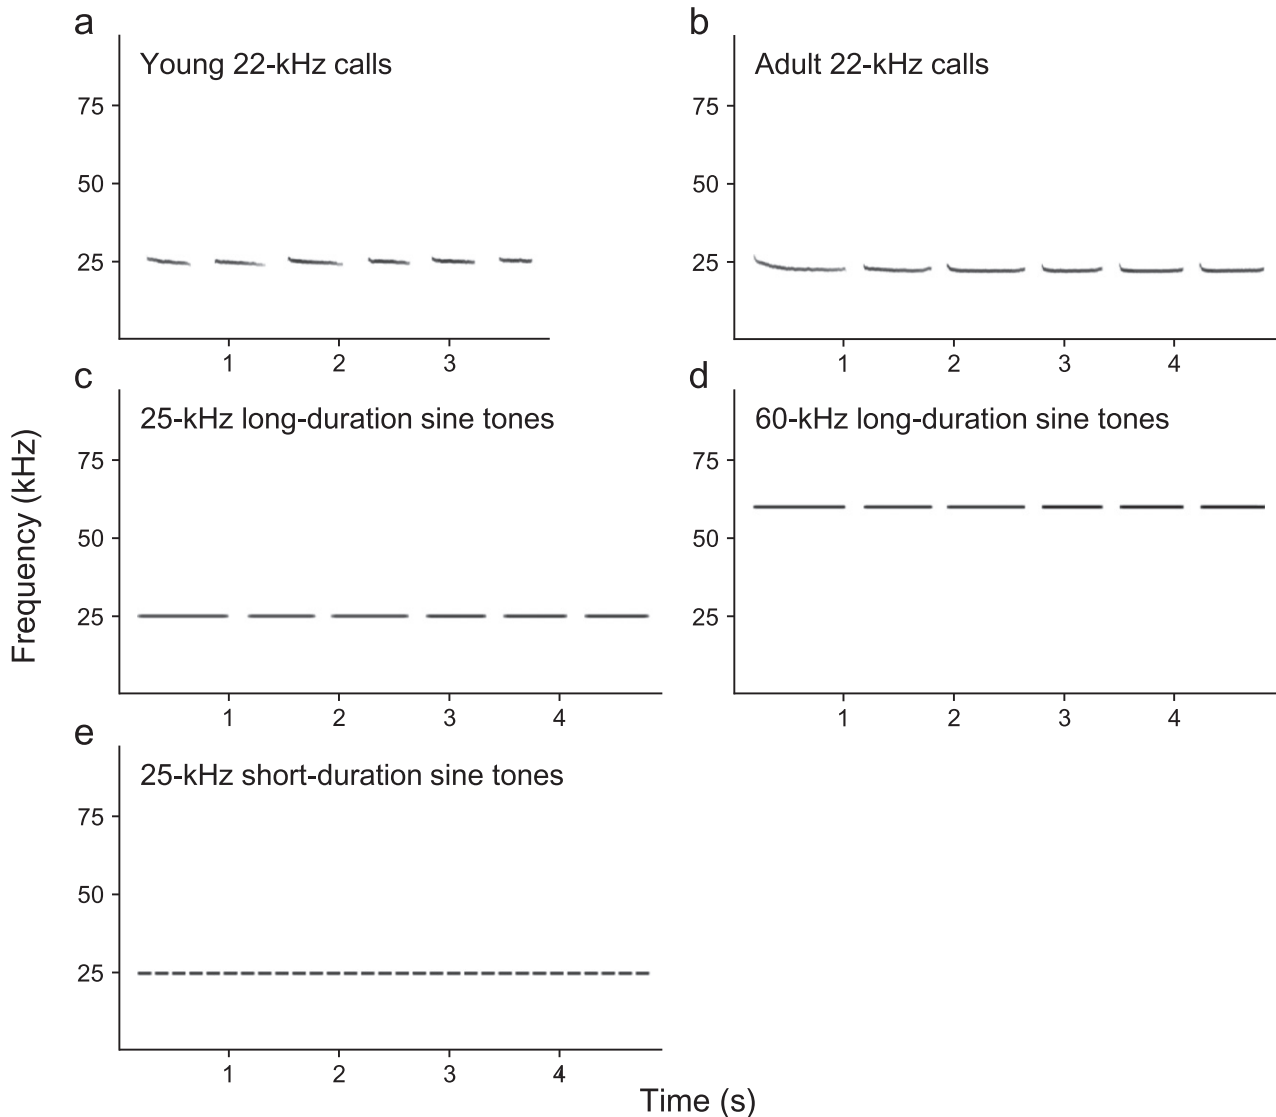 a
Young 22-kHz calls
75
50
25
1 2 3
b
Adult 22-kHz calls
75
50
25
1 2 3 4
c
25-kHz long-duration sine tones
75
50
25
1 2 3 4
d
60-kHz long-duration sine tones
75
50
25
1 2 3 4
e
25-kHz short-duration sine tones
75
50
25
1 2 3 4
Frequency (kHz)
Time (s)